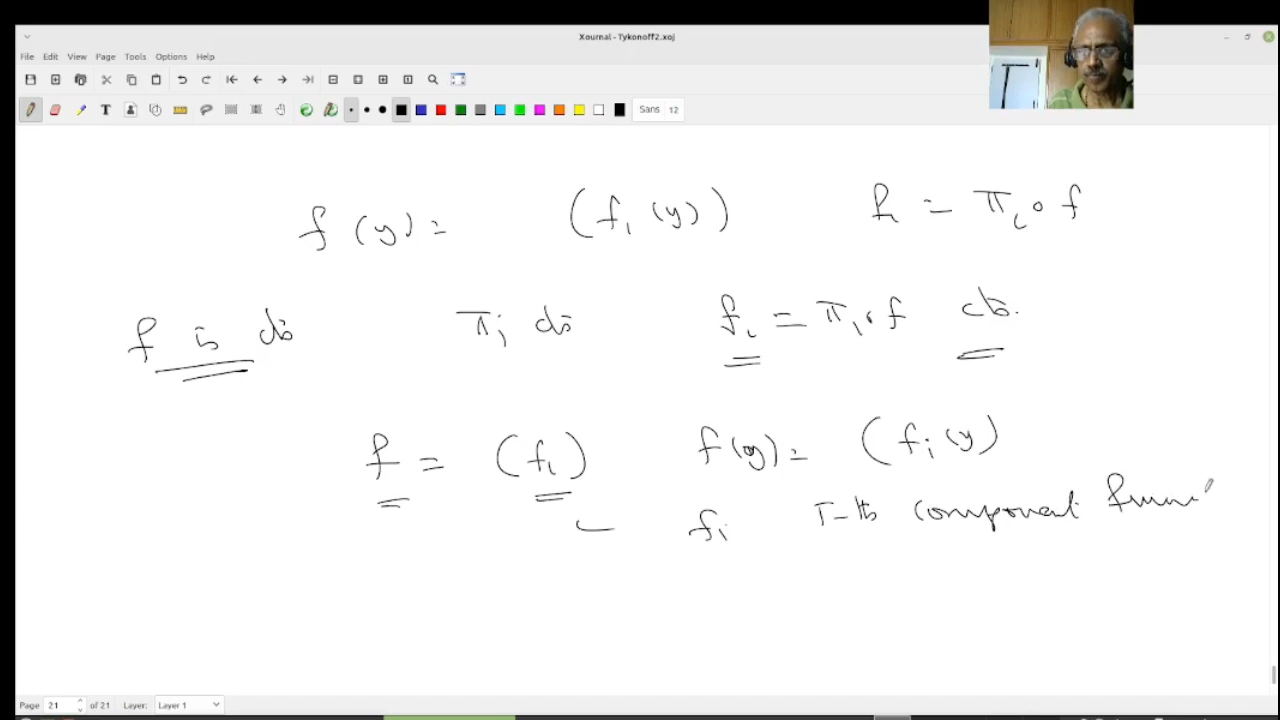 Xournal - Tykonoff2.xoj
File Edit View Page Tools Options Help
Sans 12
f(y) = (fᵢ(y)) fᵢ = πᵢ∘f
f is cts πᵢ cts fᵢ = πᵢ∘f cts.
f = (fᵢ) f(y) = (fᵢ(y))
fᵢ i-th component
Page 21 of 21 Layer: Layer 1